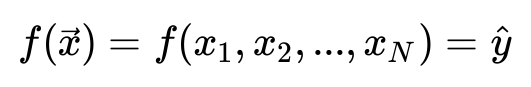 f(x⃗) = f(x₁, x₂, ..., x_N) = ŷ